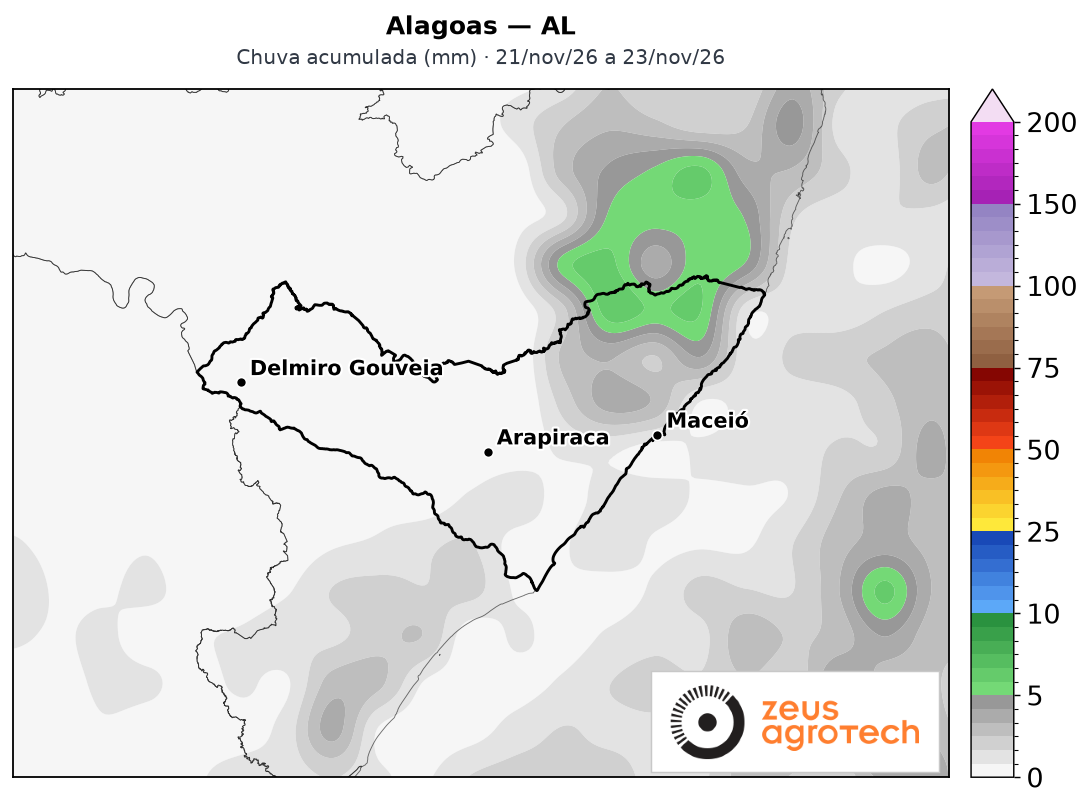 Alagoas — AL
Chuva acumulada (mm) · 21/nov/26 a 23/nov/26
200
150
100
75
50
25
10
5
0
Delmiro Gouveia
Maceió
Arapiraca
zeus
agrotech